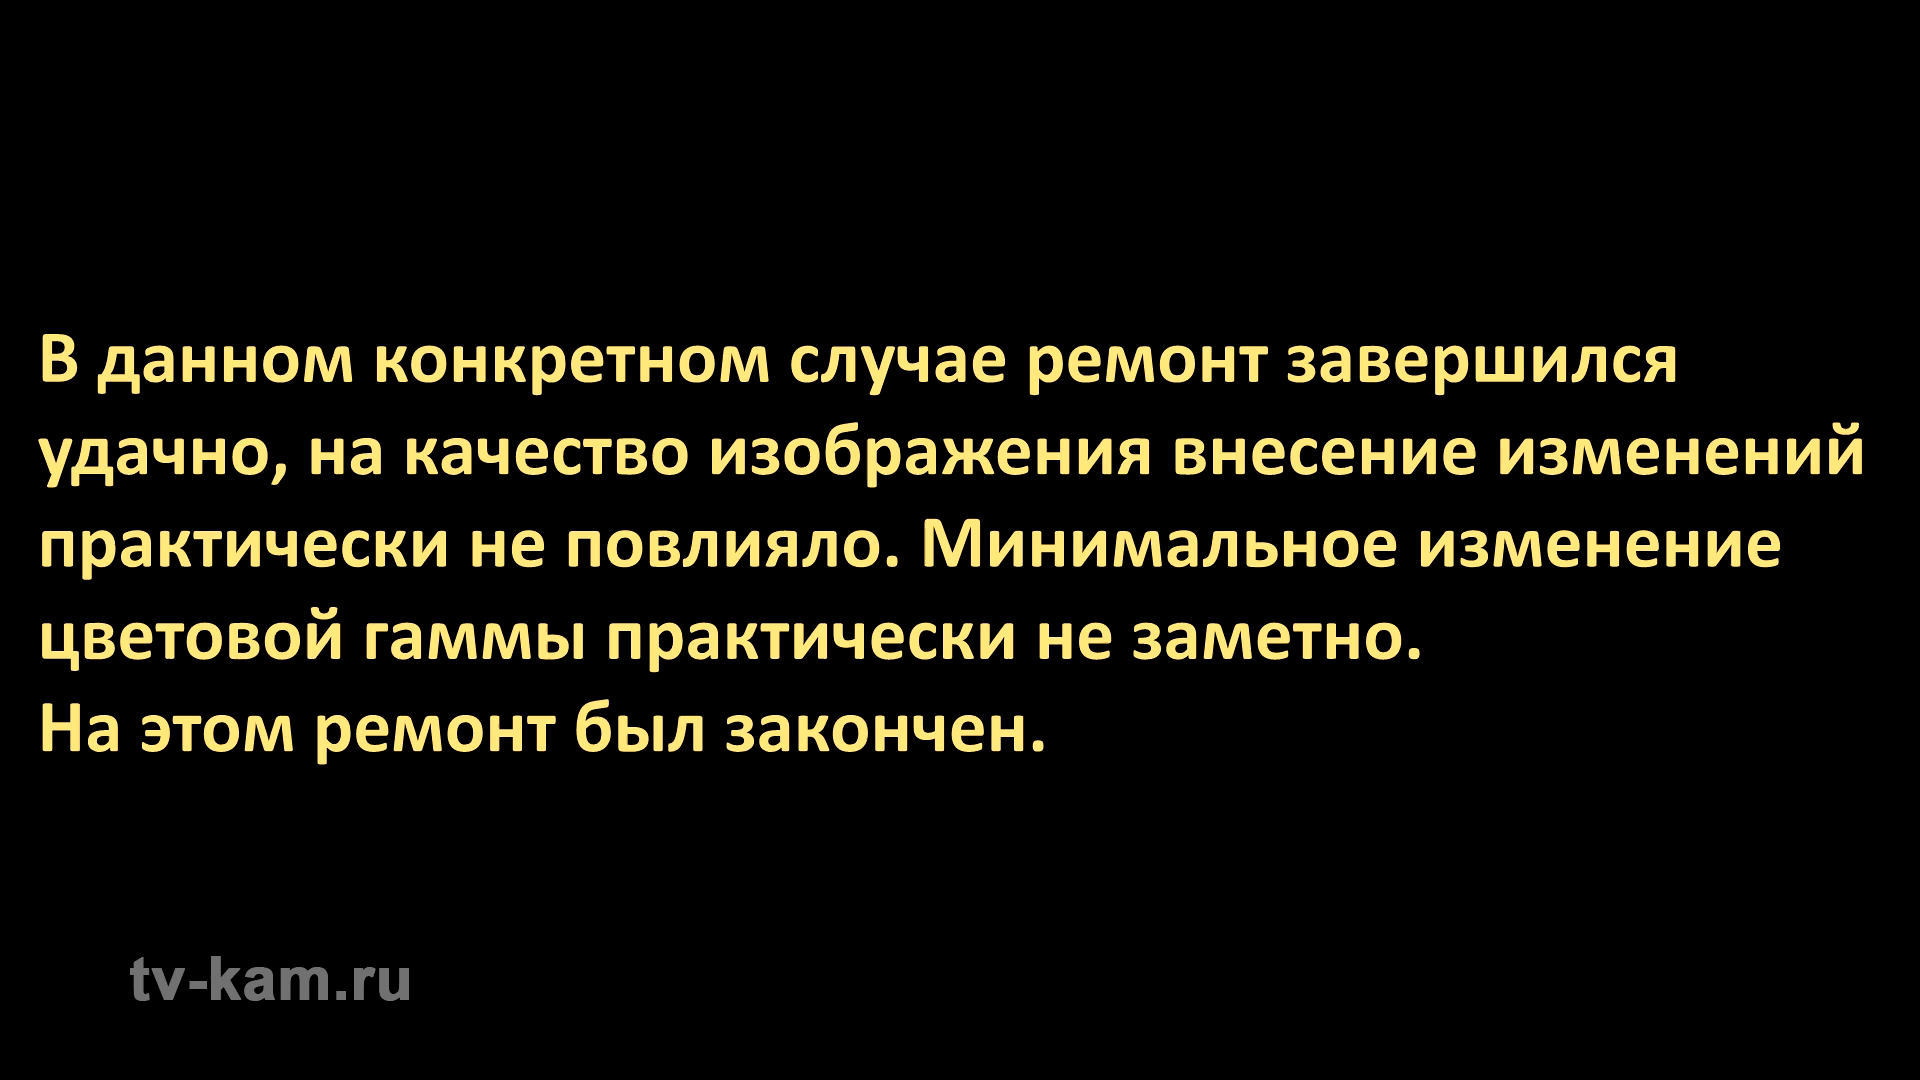 В данном конкретном случае ремонт завершился
удачно, на качество изображения внесение изменений
практически не повлияло. Минимальное изменение
цветовой гаммы практически не заметно.
На этом ремонт был закончен.
tv-kam.ru